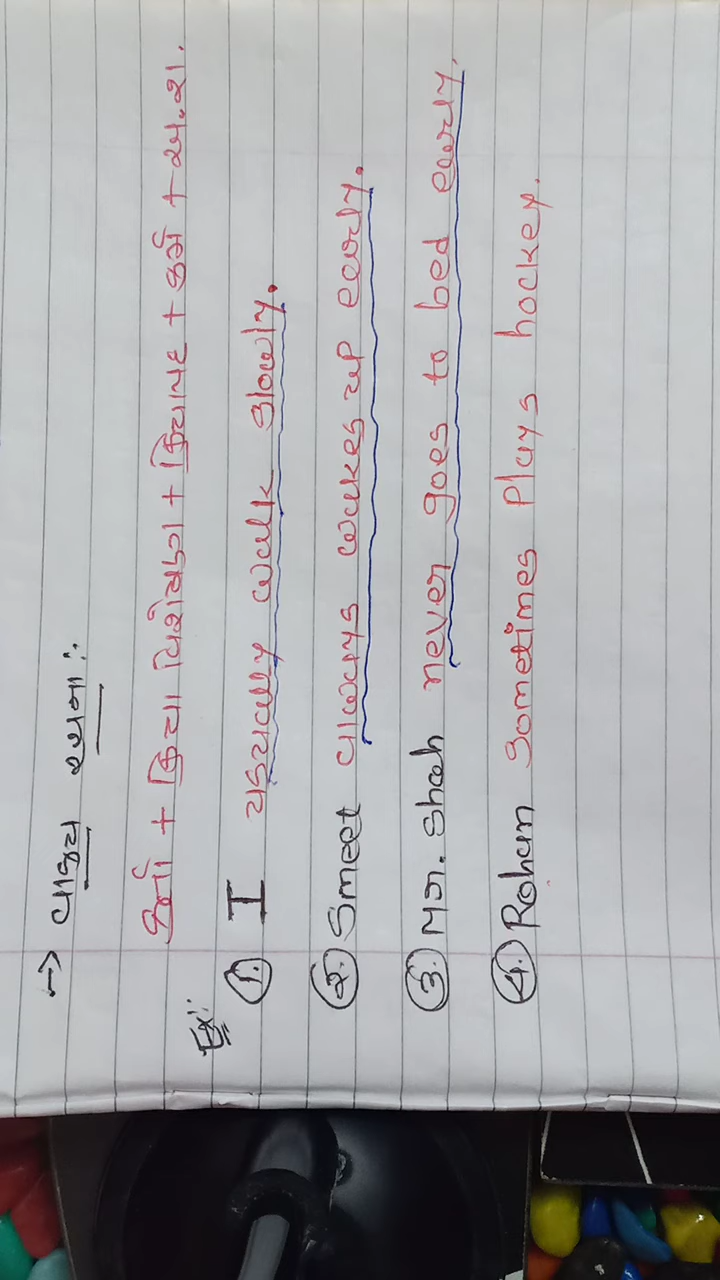 → વાક્ય રચના :-
કર્તા + ક્રિયા વિશેષણ + ક્રિયાપદ + કર્મ + અ.શ.
Ex:-
①. I usually walk slowly.
②. Smeet always wakes up early.
③. Mr. Shah never goes to bed early.
④. Rohan Sometimes Plays hockey.